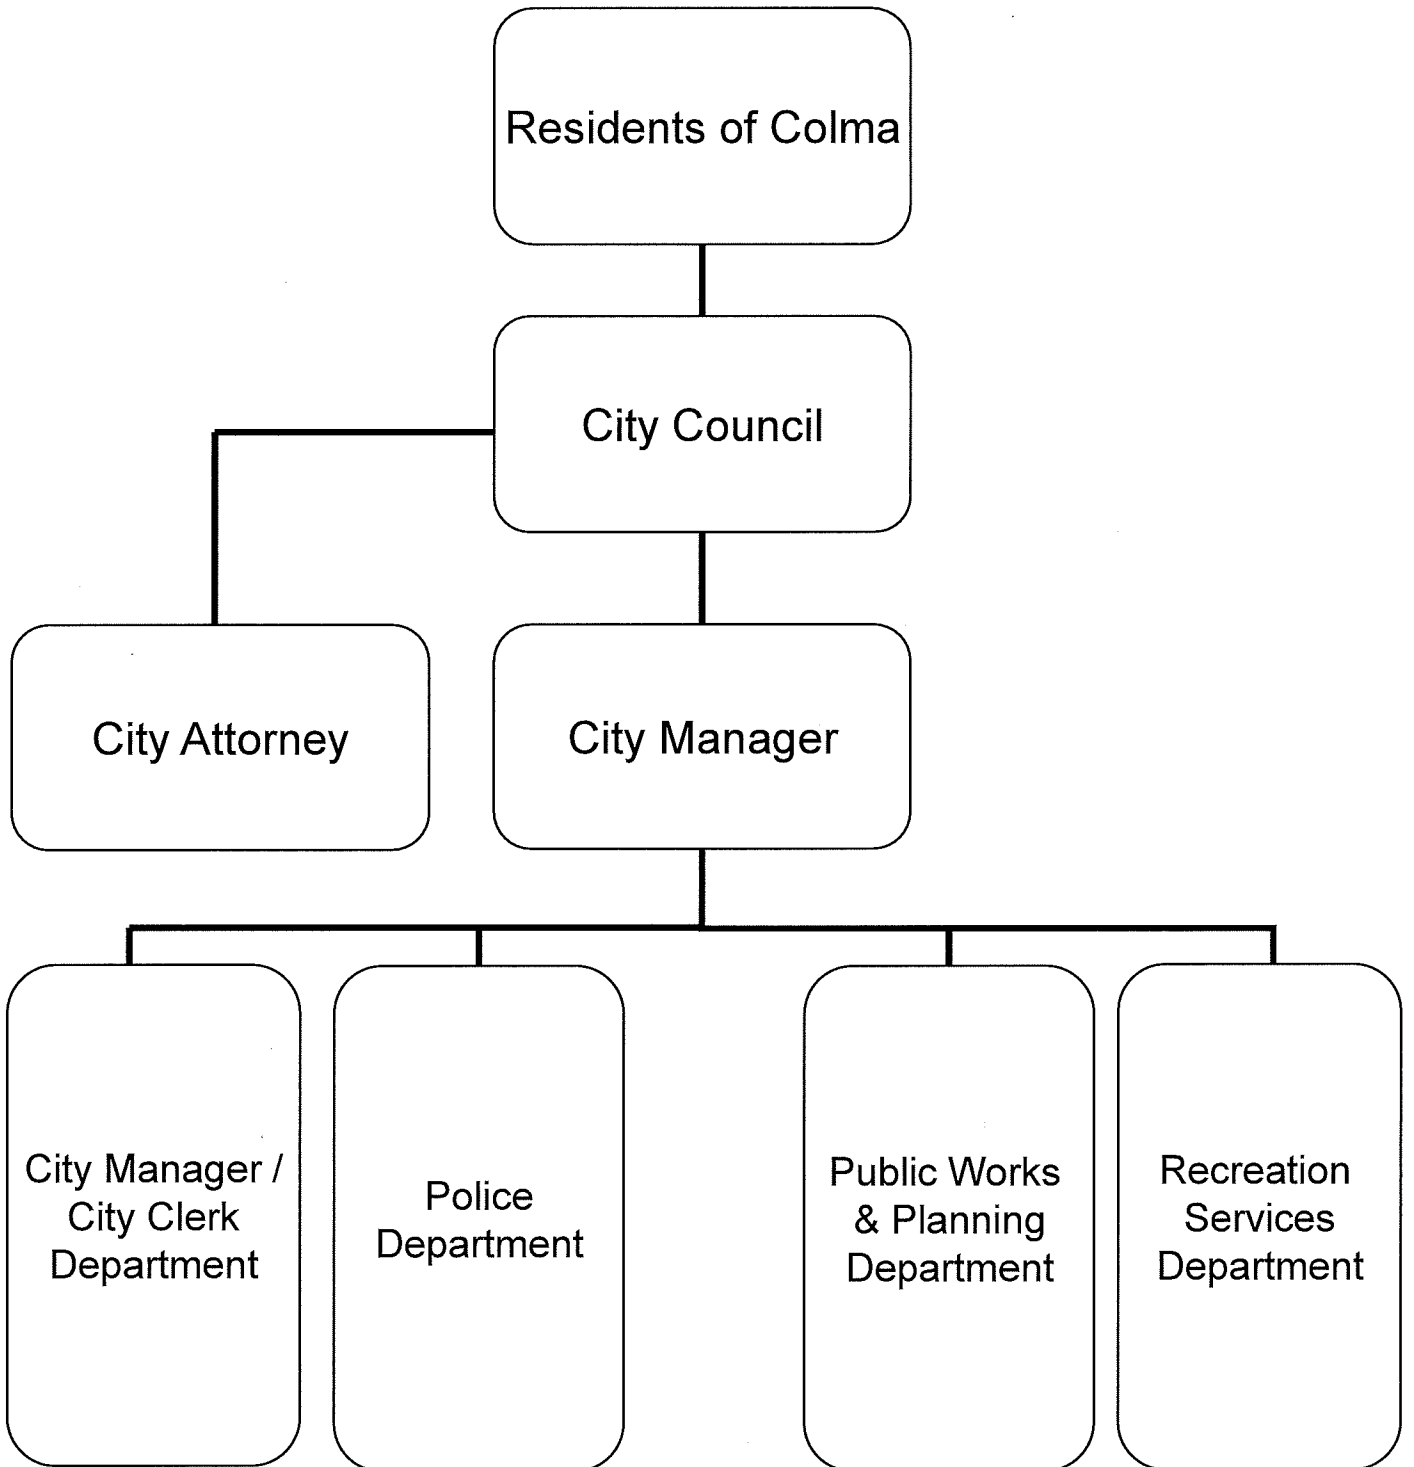 Residents of Colma
City Council
City Attorney
City Manager
City Manager /
City Clerk
Department
Police
Department
Public Works
& Planning
Department
Recreation
Services
Department